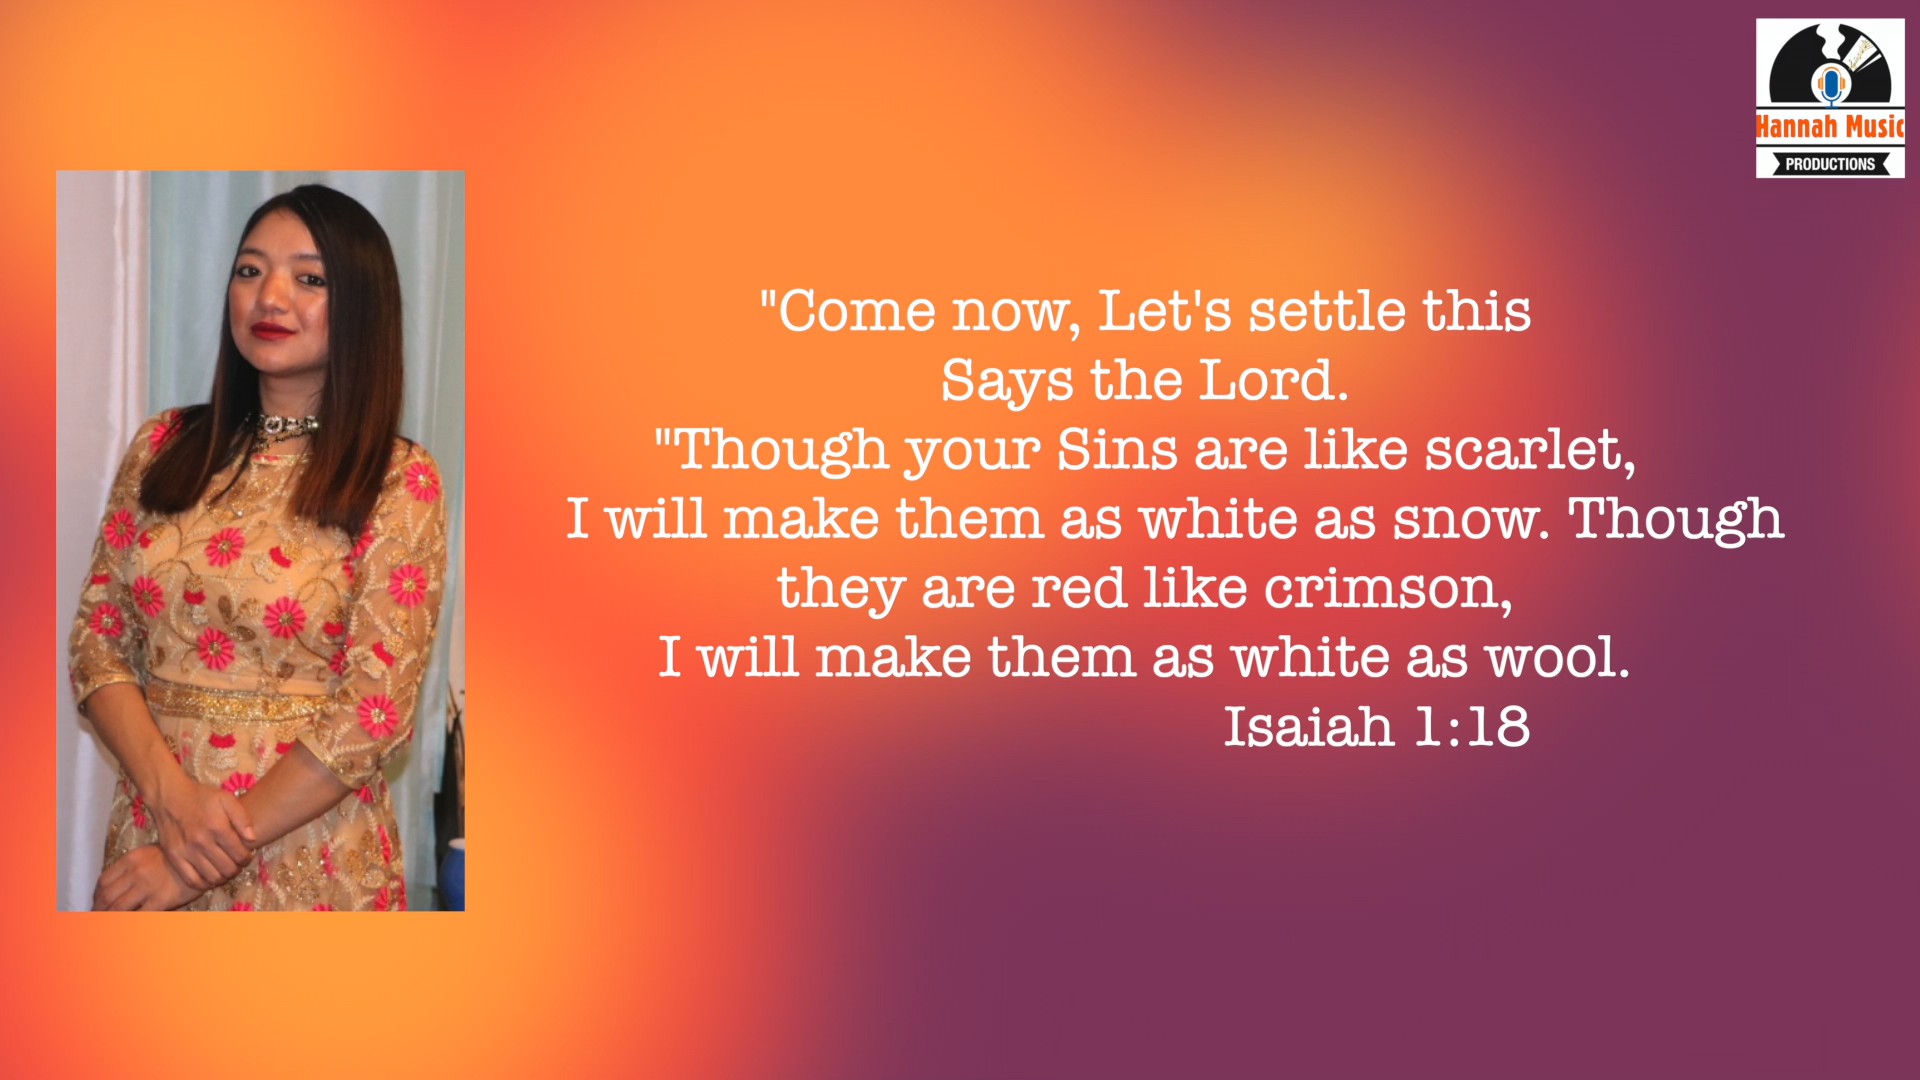 Hannah Music
PRODUCTIONS
"Come now, Let's settle this
Says the Lord.
"Though your Sins are like scarlet,
I will make them as white as snow. Though
they are red like crimson,
I will make them as white as wool.
Isaiah 1:18